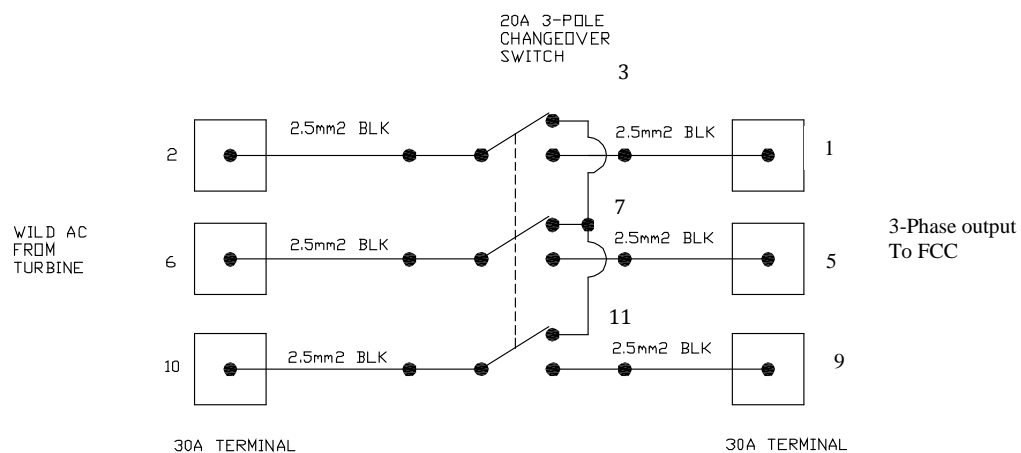 20A 3-POLE
CHANGEOVER
SWITCH
3
2.5mm2 BLK
2.5mm2 BLK
2
1
7
WILD AC
FROM
TURBINE
2.5mm2 BLK
2.5mm2 BLK
3-Phase output
To FCC
6
5
11
2.5mm2 BLK
2.5mm2 BLK
10
9
30A TERMINAL
30A TERMINAL